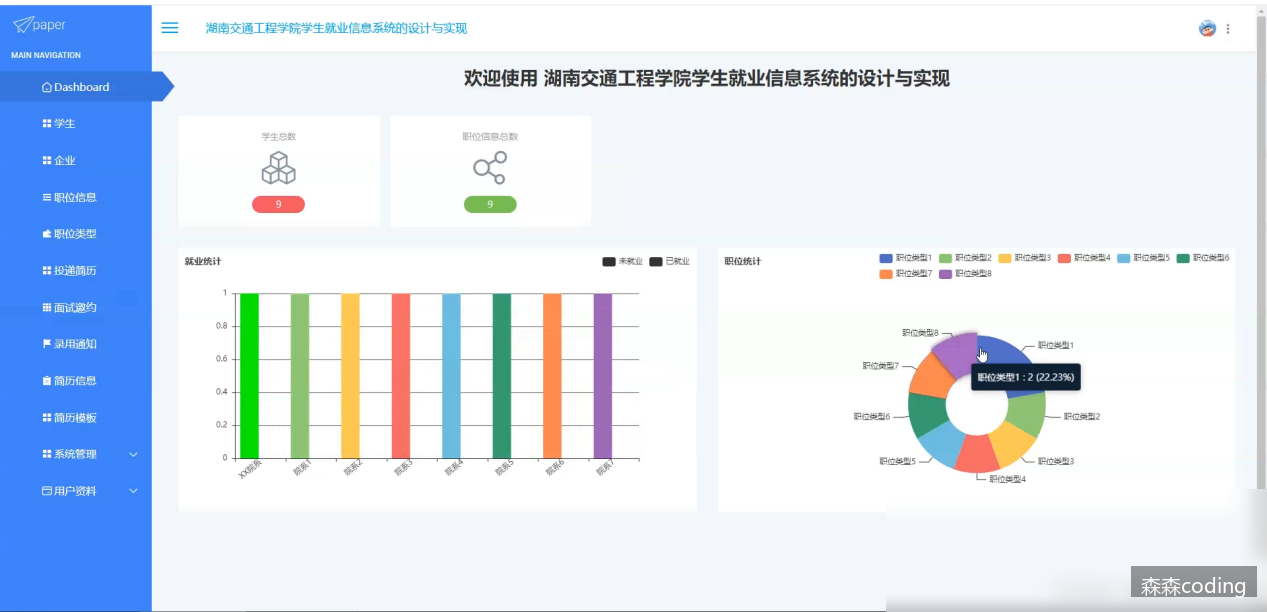 paper
湖南交通工程学院学生就业信息系统的设计与实现
MAIN NAVIGATION
Dashboard
学生
企业
职位信息
职位类型
投递简历
面试邀约
录用通知
简历信息
简历模板
系统管理
用户资料
欢迎使用 湖南交通工程学院学生就业信息系统的设计与实现
学生总数
9
职位信息总数
9
就业统计
未就业 已就业
1
0.8
0.6
0.4
0.2
0
XX院系 院系1 院系2 院系3 院系4 院系5 院系6 院系7
职位统计
职位类型1 职位类型2 职位类型3 职位类型4 职位类型5 职位类型6
职位类型7 职位类型8
职位类型8
职位类型1
职位类型7
职位类型1 : 2 (22.23%)
职位类型6
职位类型2
职位类型5
职位类型3
职位类型4
森森coding